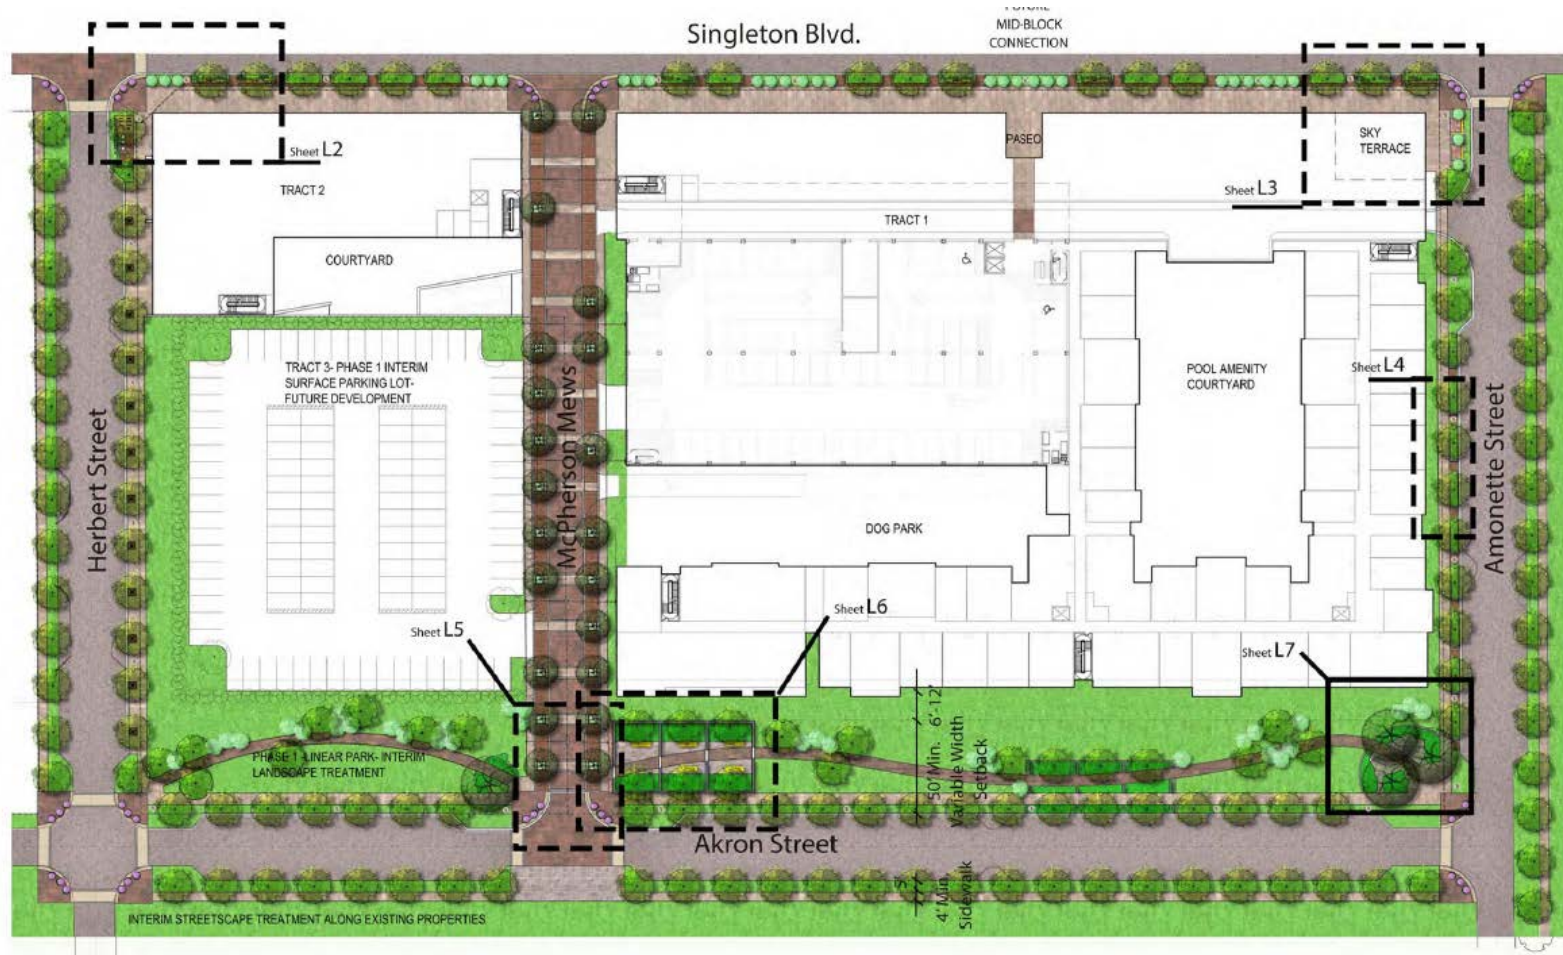 Singleton Blvd.
FUTURE
MID-BLOCK
CONNECTION
Sheet L2
TRACT 2
PASEO
SKY
TERRACE
Sheet L3
TRACT 1
COURTYARD
TRACT 3- PHASE 1 INTERIM
SURFACE PARKING LOT-
FUTURE DEVELOPMENT
POOL AMENITY
COURTYARD
Sheet L4
Herbert Street
McPherson Mews
Amonette Street
DOG PARK
Sheet L5
Sheet L6
Sheet L7
6'-12'
50' Min.
Variable Width
Setback
PHASE 1 -LINEAR PARK- INTERIM
LANDSCAPE TREATMENT
Akron Street
5'
4' Min.
Sidewalk
INTERIM STREETSCAPE TREATMENT ALONG EXISTING PROPERTIES